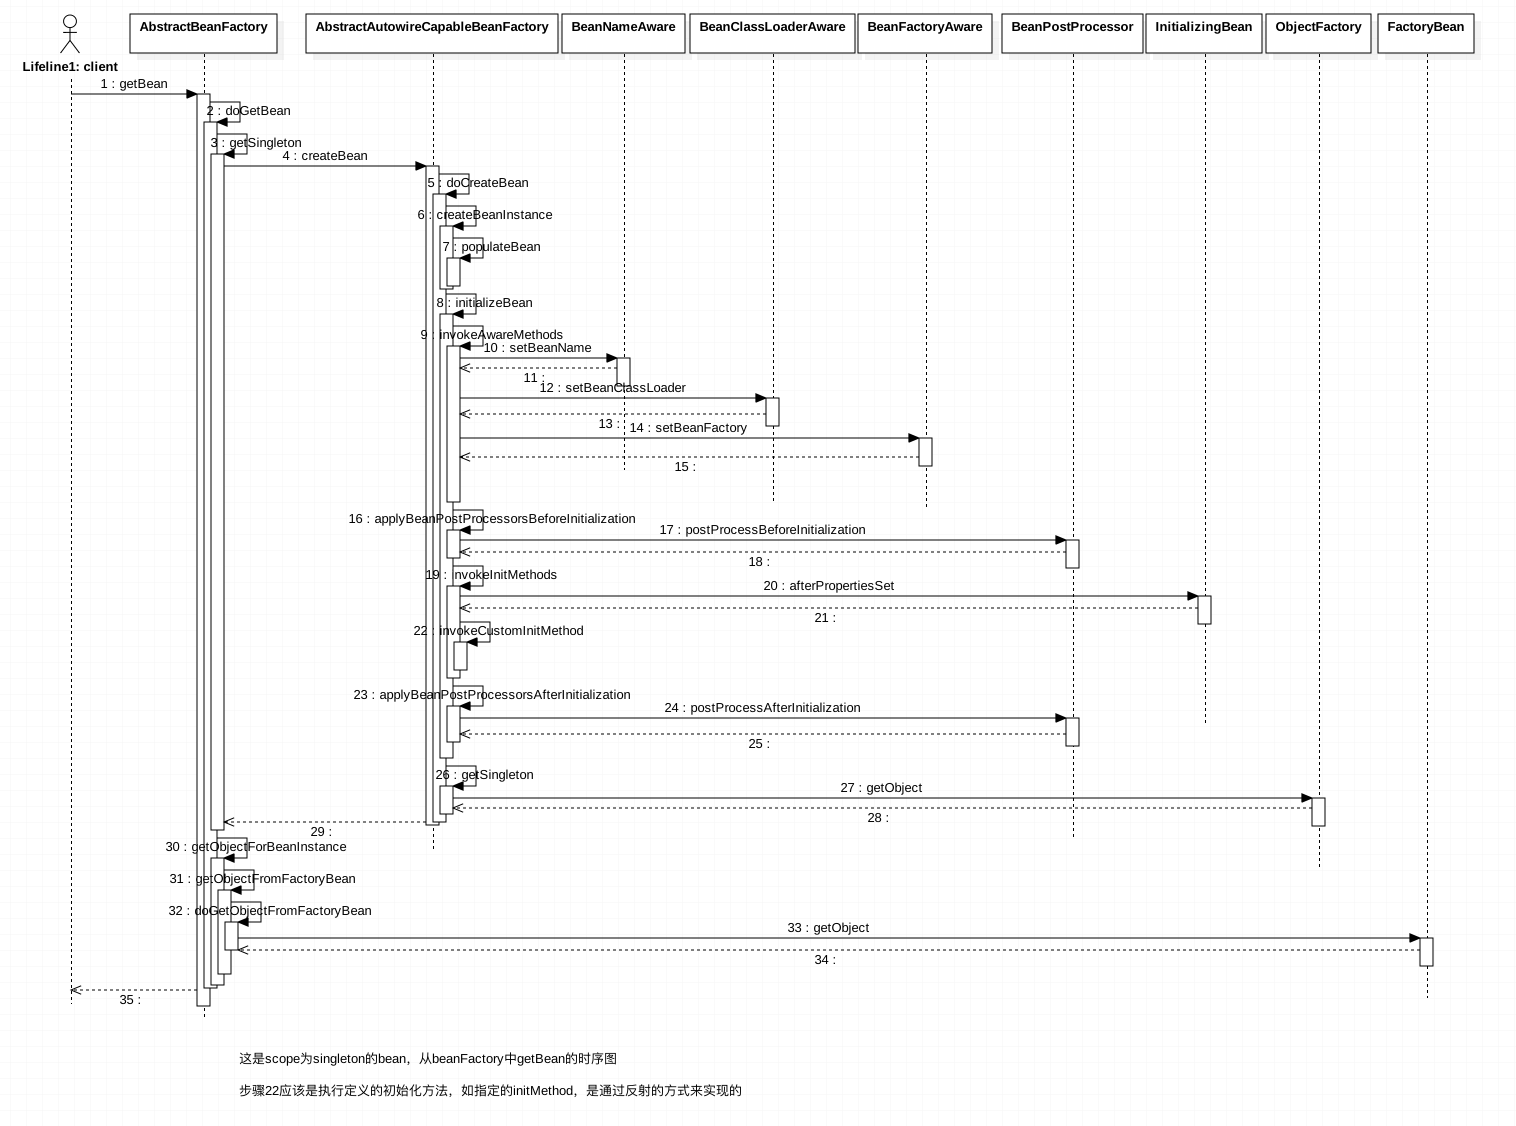 AbstractBeanFactory
AbstractAutowireCapableBeanFactory
BeanNameAware
BeanClassLoaderAware
BeanFactoryAware
BeanPostProcessor
InitializingBean
ObjectFactory
FactoryBean
Lifeline1: client
1 : getBean
2 : doGetBean
3 : getSingleton
4 : createBean
5 : doCreateBean
6 : createBeanInstance
7 : populateBean
8 : initializeBean
9 : invokeAwareMethods
10 : setBeanName
11 :
12 : setBeanClassLoader
13 :
14 : setBeanFactory
15 :
16 : applyBeanPostProcessorsBeforeInitialization
17 : postProcessBeforeInitialization
18 :
19 : invokeInitMethods
20 : afterPropertiesSet
21 :
22 : invokeCustomInitMethod
23 : applyBeanPostProcessorsAfterInitialization
24 : postProcessAfterInitialization
25 :
26 : getSingleton
27 : getObject
28 :
29 :
30 : getObjectForBeanInstance
31 : getObjectFromFactoryBean
32 : doGetObjectFromFactoryBean
33 : getObject
34 :
35 :
这是scope为singleton的bean，从beanFactory中getBean的时序图
步骤22应该是执行定义的初始化方法，如指定的initMethod，是通过反射的方式来实现的